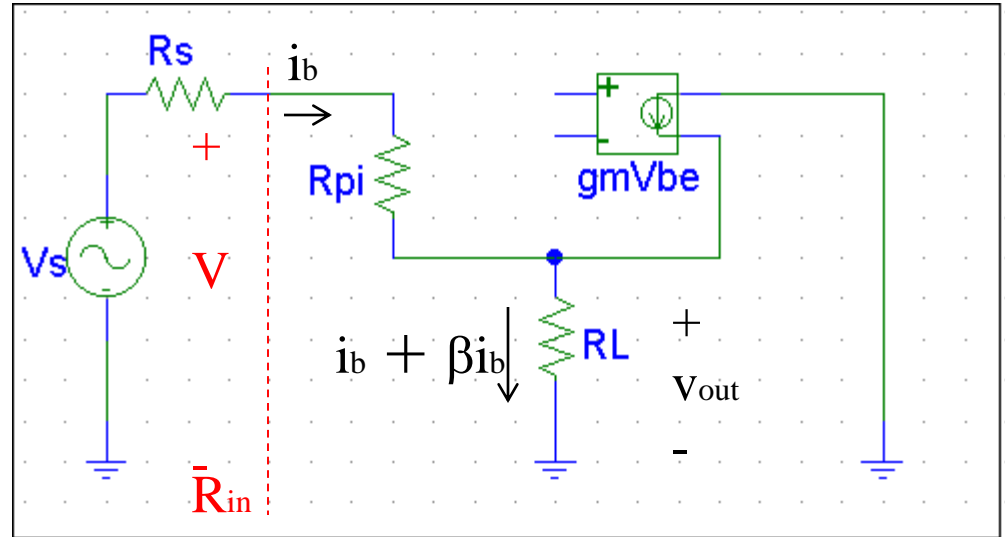 Rs
ib
+
+
-
Rpi
gmVbe
+
-
Vs
V
ib + βib
RL
+
vout
-
-
Rin